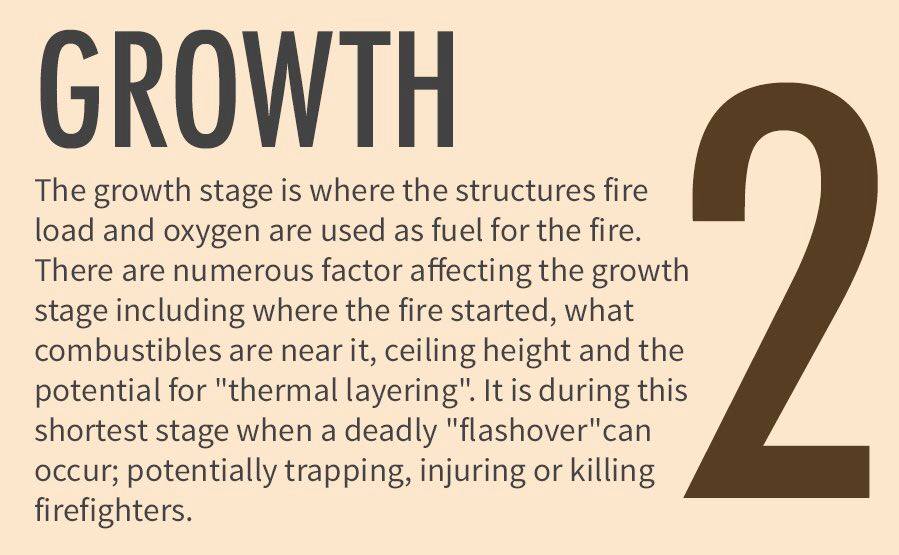 GROWTH
2
The growth stage is where the structures fire
load and oxygen are used as fuel for the fire.
There are numerous factor affecting the growth
stage including where the fire started, what
combustibles are near it, ceiling height and the
potential for "thermal layering". It is during this
shortest stage when a deadly "flashover"can
occur; potentially trapping, injuring or killing
firefighters.